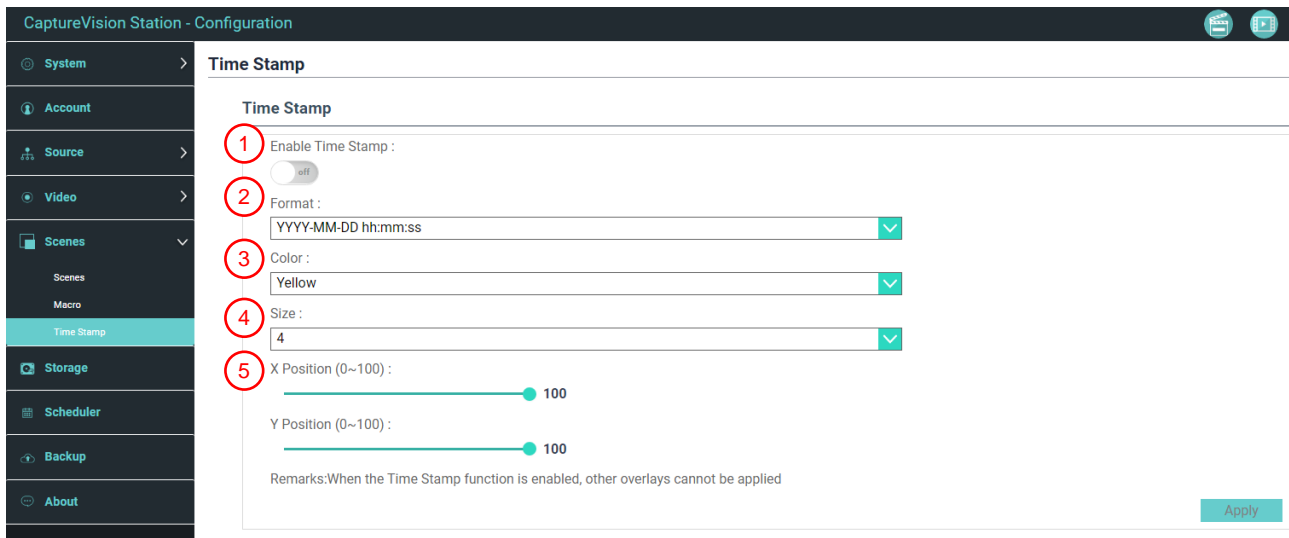 CaptureVision Station - Configuration
System
Account
Source
Video
Scenes
Scenes
Macro
Time Stamp
Storage
Scheduler
Backup
About
Time Stamp
Time Stamp
1
Enable Time Stamp :
off
2
Format :
YYYY-MM-DD hh:mm:ss
3
Color :
Yellow
4
Size :
4
5
X Position (0~100) :
100
Y Position (0~100) :
100
Remarks:When the Time Stamp function is enabled, other overlays cannot be applied
Apply